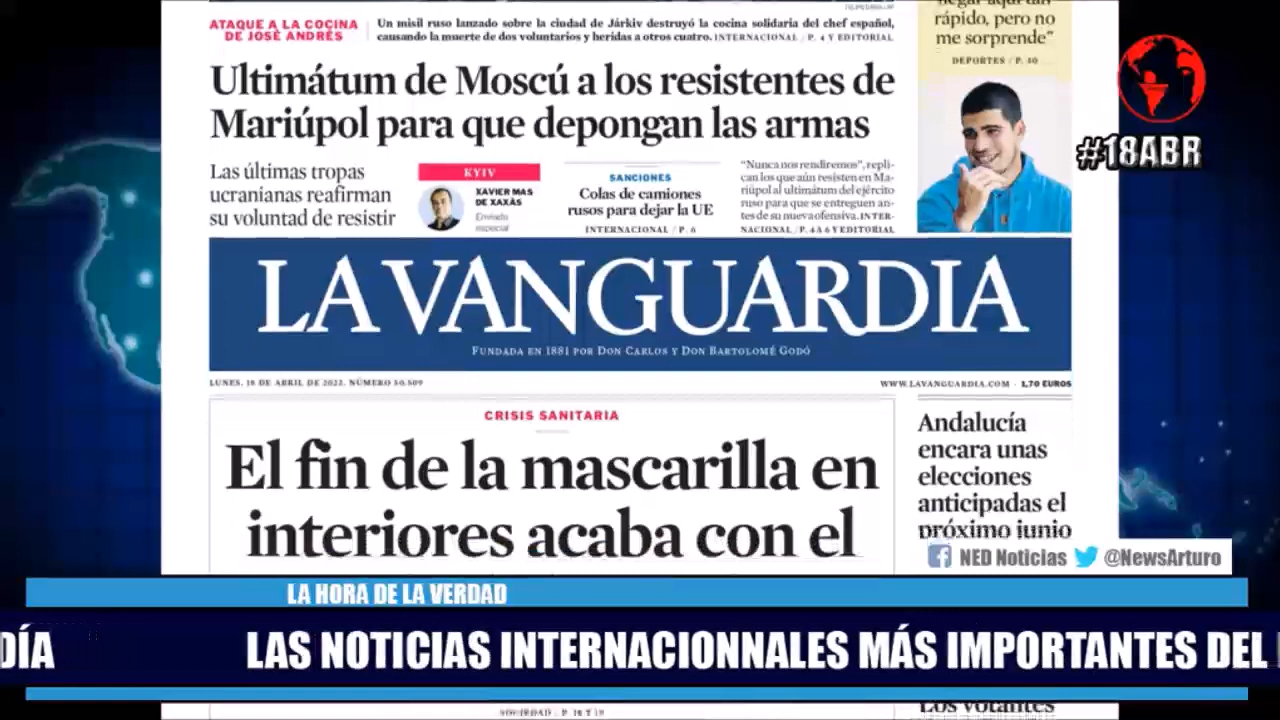 ATAQUE A LA COCINA
DE JOSÉ ANDRÉS
Un misil ruso lanzado sobre la ciudad de Járkiv destruyó la cocina solidaria del chef español,
causando la muerte de dos voluntarios y heridas a otros cuatro. INTERNACIONAL / P. 4 Y EDITORIAL
Ultimátum de Moscú a los resistentes de
Mariúpol para que depongan las armas
Las últimas tropas
ucranianas reafirman
su voluntad de resistir
KYIV
XAVIER MAS
DE XAXÀS
Enviado
especial
SANCIONES
Colas de camiones
rusos para dejar la UE
INTERNACIONAL / P. 6
“Nunca nos rendiremos”, repli-
can los que aún resisten en Ma-
riúpol al ultimátum del ejército
ruso para que se entreguen an-
tes de su nueva ofensiva. INTER-
NACIONAL / P. 4 A 6 Y EDITORIAL
llegar aquí tan
rápido, pero no
me sorprende”
DEPORTES / P. 40
#18ABR
LA VANGUARDIA
FUNDADA EN 1881 POR DON CARLOS Y DON BARTOLOMÉ GODÓ
LUNES, 18 DE ABRIL DE 2022. NÚMERO 50.509
WWW.LAVANGUARDIA.COM · 1,70 EUROS
CRISIS SANITARIA
El fin de la mascarilla en
interiores acaba con el
Andalucía
encara unas
elecciones
anticipadas el
próximo junio
NED Noticias @NewsArturo
LA HORA DE LA VERDAD
DÍA LAS NOTICIAS INTERNACIONNALES MÁS IMPORTANTES DEL
SOCIEDAD / P. 18 Y 19
Los votantes